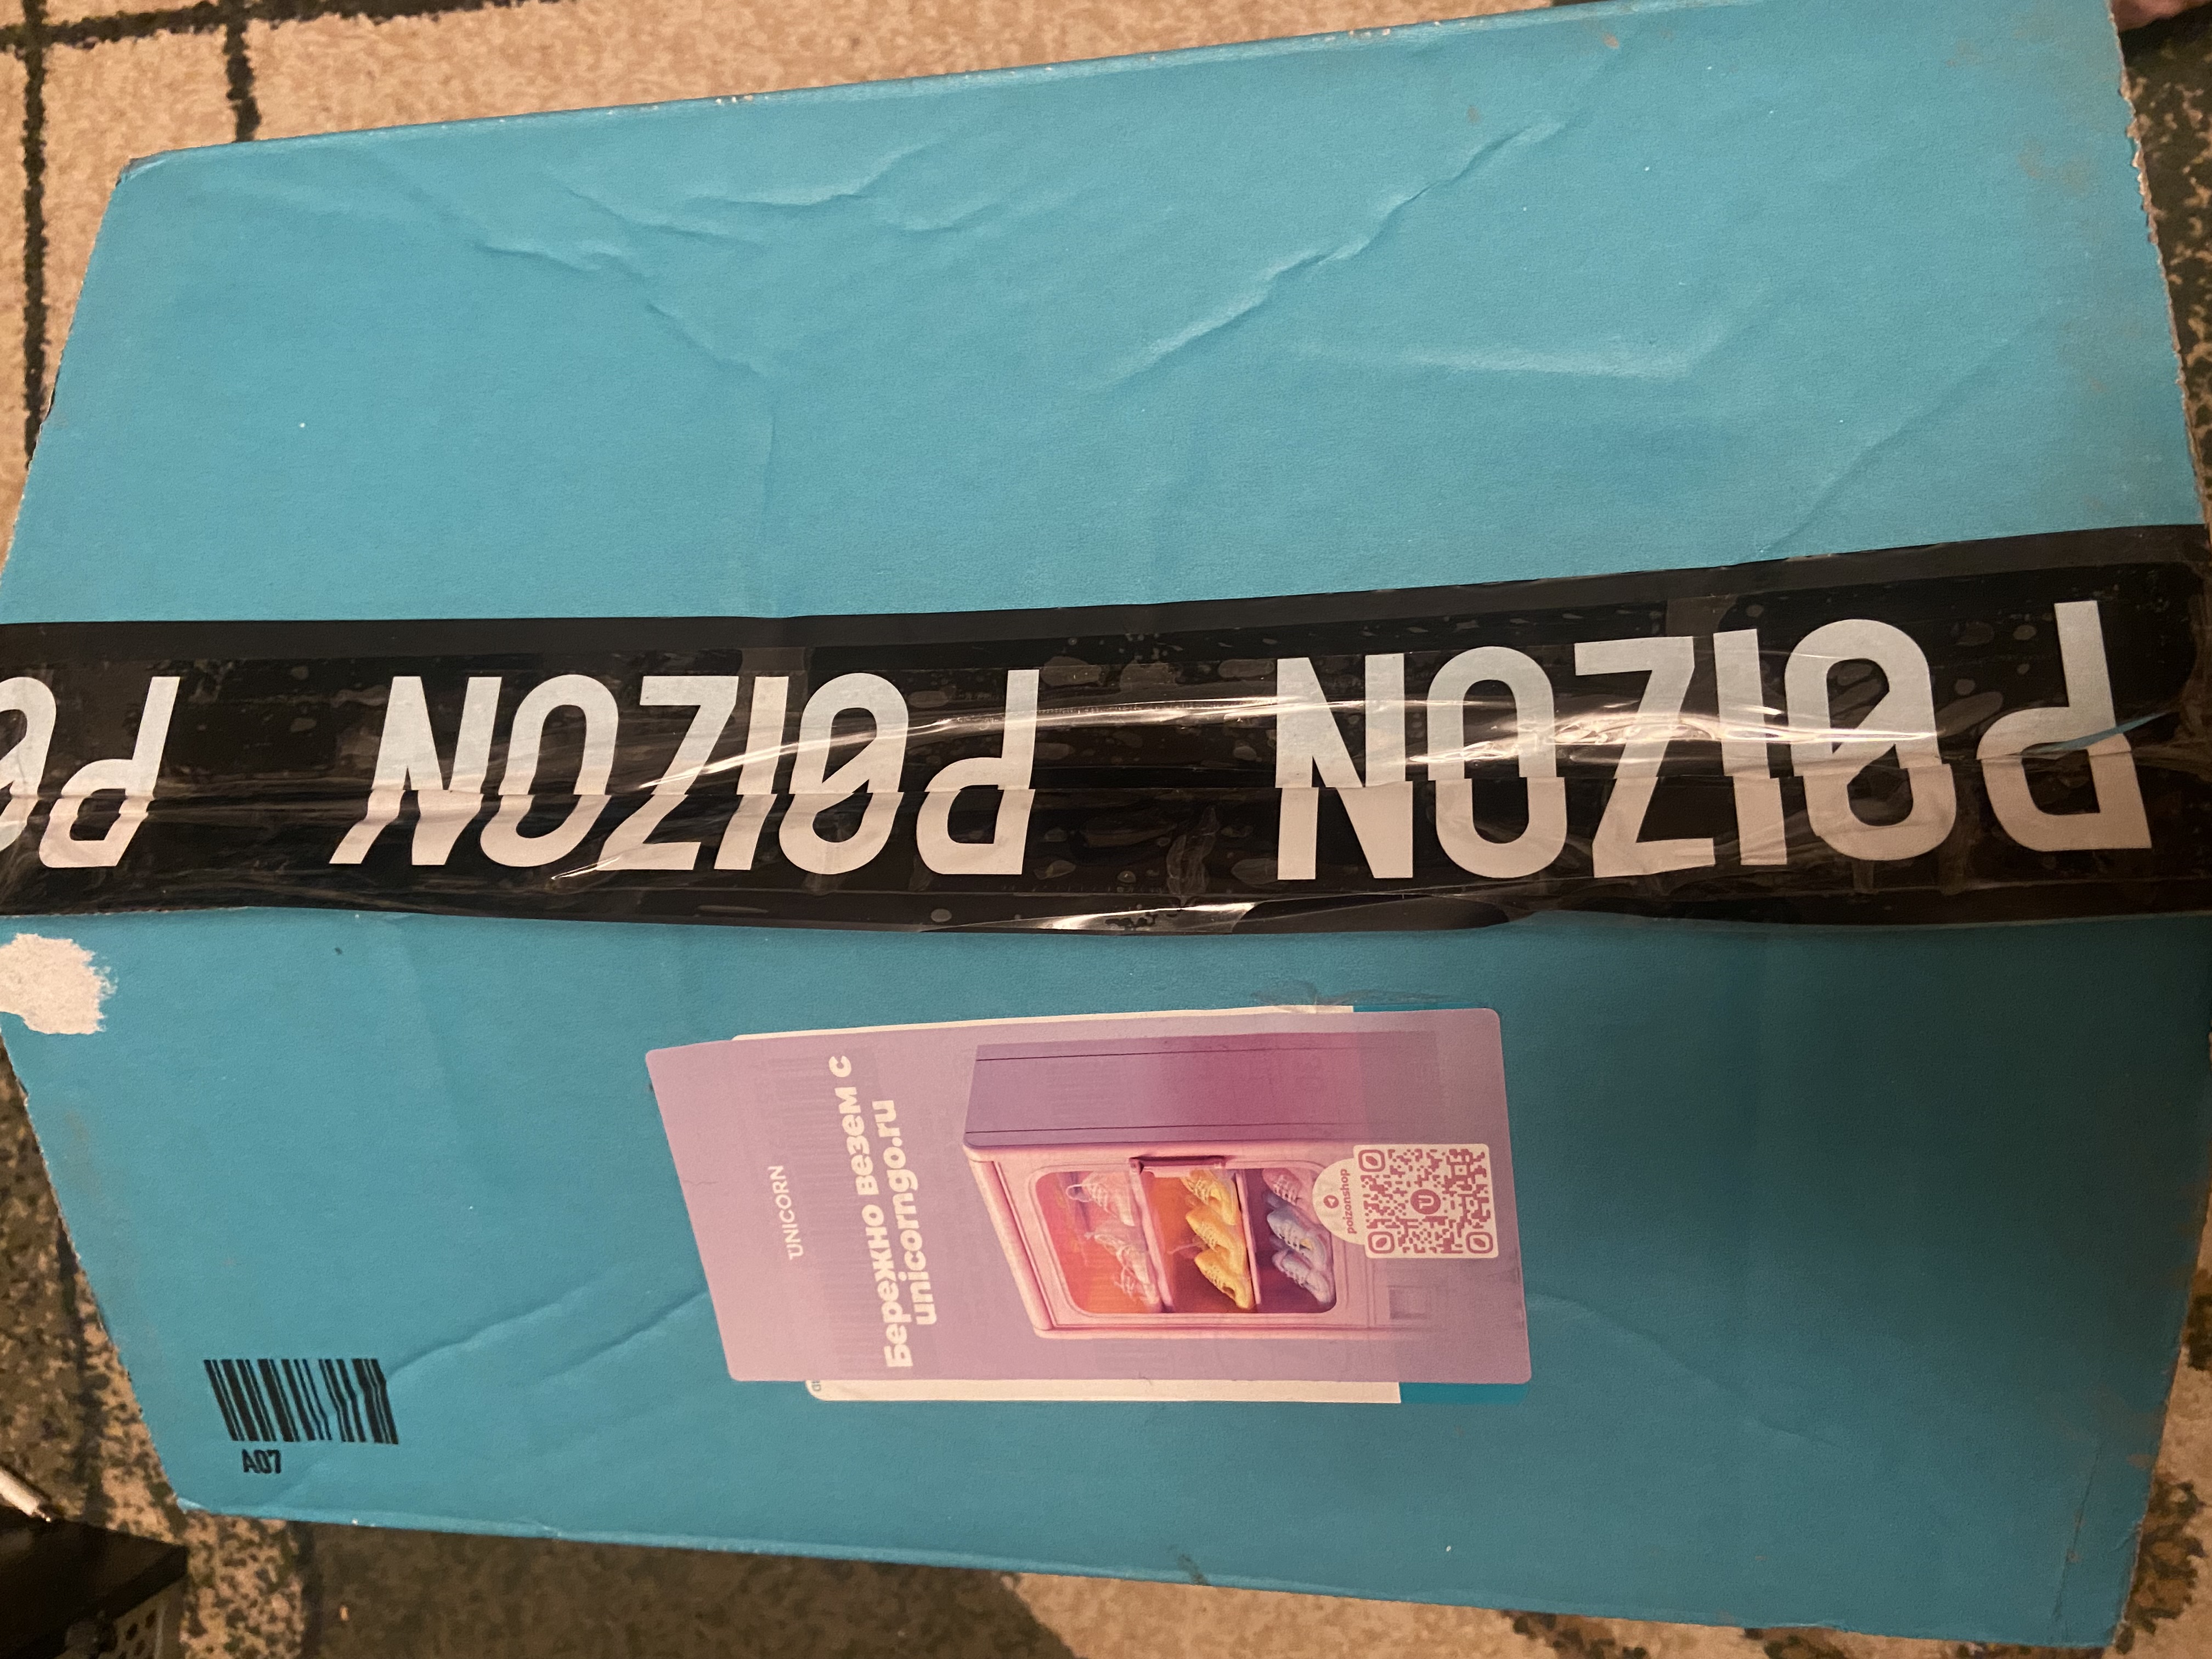 POIZON
POIZON
PO
UNICORN
Бережно везем с
unicorngo.ru
poizonshop
A07